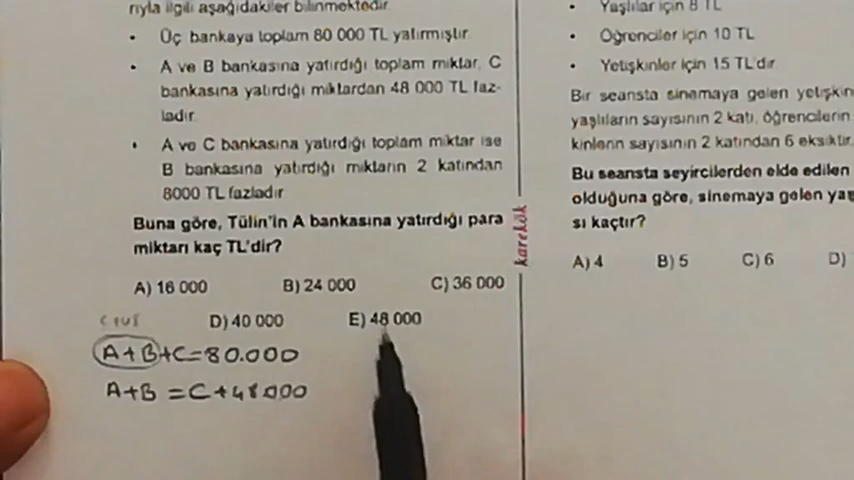 rıyla ilgili aşağıdakiler bilinmektedir.
• Üç bankaya toplam 80 000 TL yatırmıştır.
• A ve B bankasına yatırdığı toplam miktar, C
bankasına yatırdığı miktardan 48 000 TL faz-
ladır.
• A ve C bankasına yatırdığı toplam miktar ise
B bankasına yatırdığı miktarın 2 katından
8000 TL fazladır
Buna göre, Tülin'in A bankasına yatırdığı para
miktarı kaç TL'dir?
A) 16 000 B) 24 000 C) 36 000
D) 40 000 E) 48 000
A+B+C=80.000
A+B=C+48.000
karekök
• Yaşlılar için 8 TL
• Öğrenciler için 10 TL
• Yetişkinler için 15 TL'dir.
Bir seansta sinemaya gelen yetişkin
yaşlıların sayısının 2 katı, öğrencilerin
kinlerin sayısının 2 katından 6 eksiktir.
Bu seansta seyircilerden elde edilen
olduğuna göre, sinemaya gelen yaş
sı kaçtır?
A) 4 B) 5 C) 6 D)